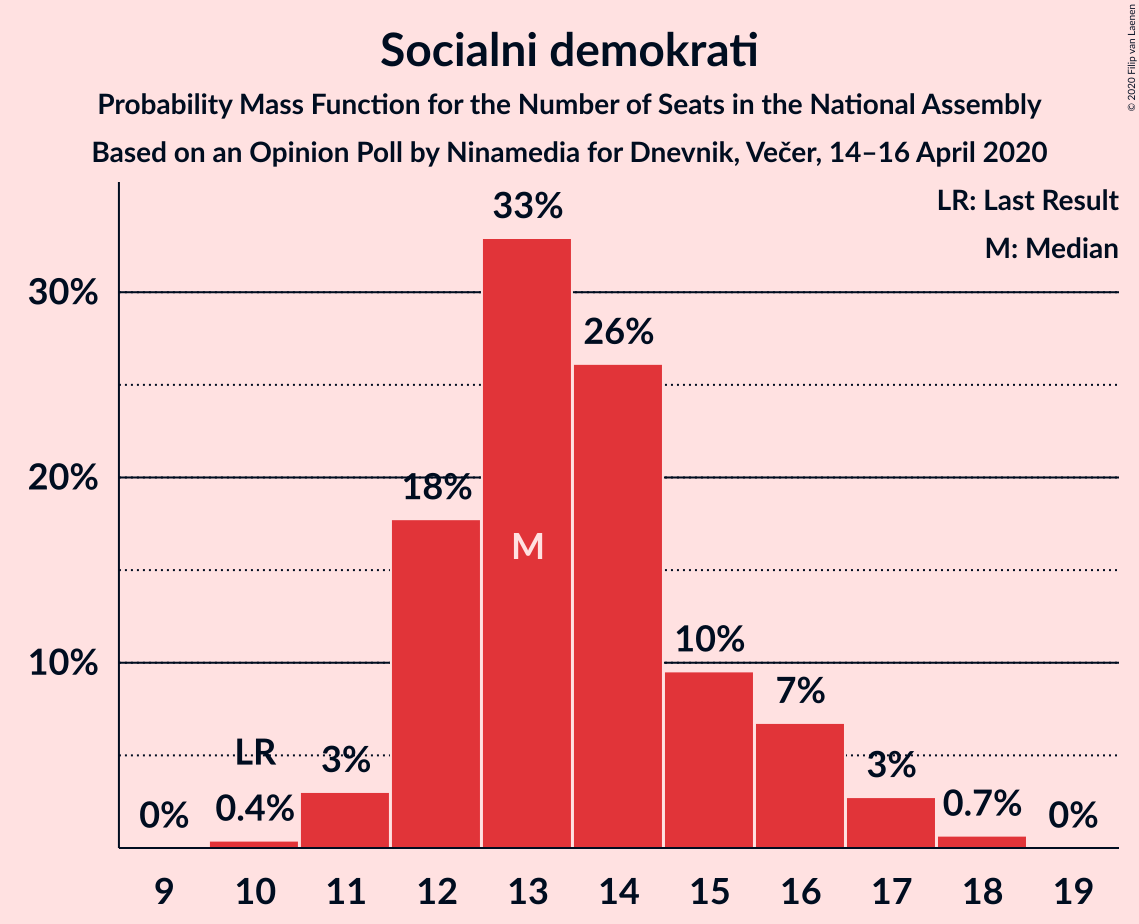 Socialni demokrati
Probability Mass Function for the Number of Seats in the National Assembly
Based on an Opinion Poll by Ninamedia for Dnevnik, Večer, 14–16 April 2020
© 2020 Filip van Laenen
LR: Last Result
M: Median
33%
30%
26%
20%
18%
M
10%
10%
7%
LR
3%
3%
0%
0.4%
0.7%
0%
9 10 11 12 13 14 15 16 17 18 19